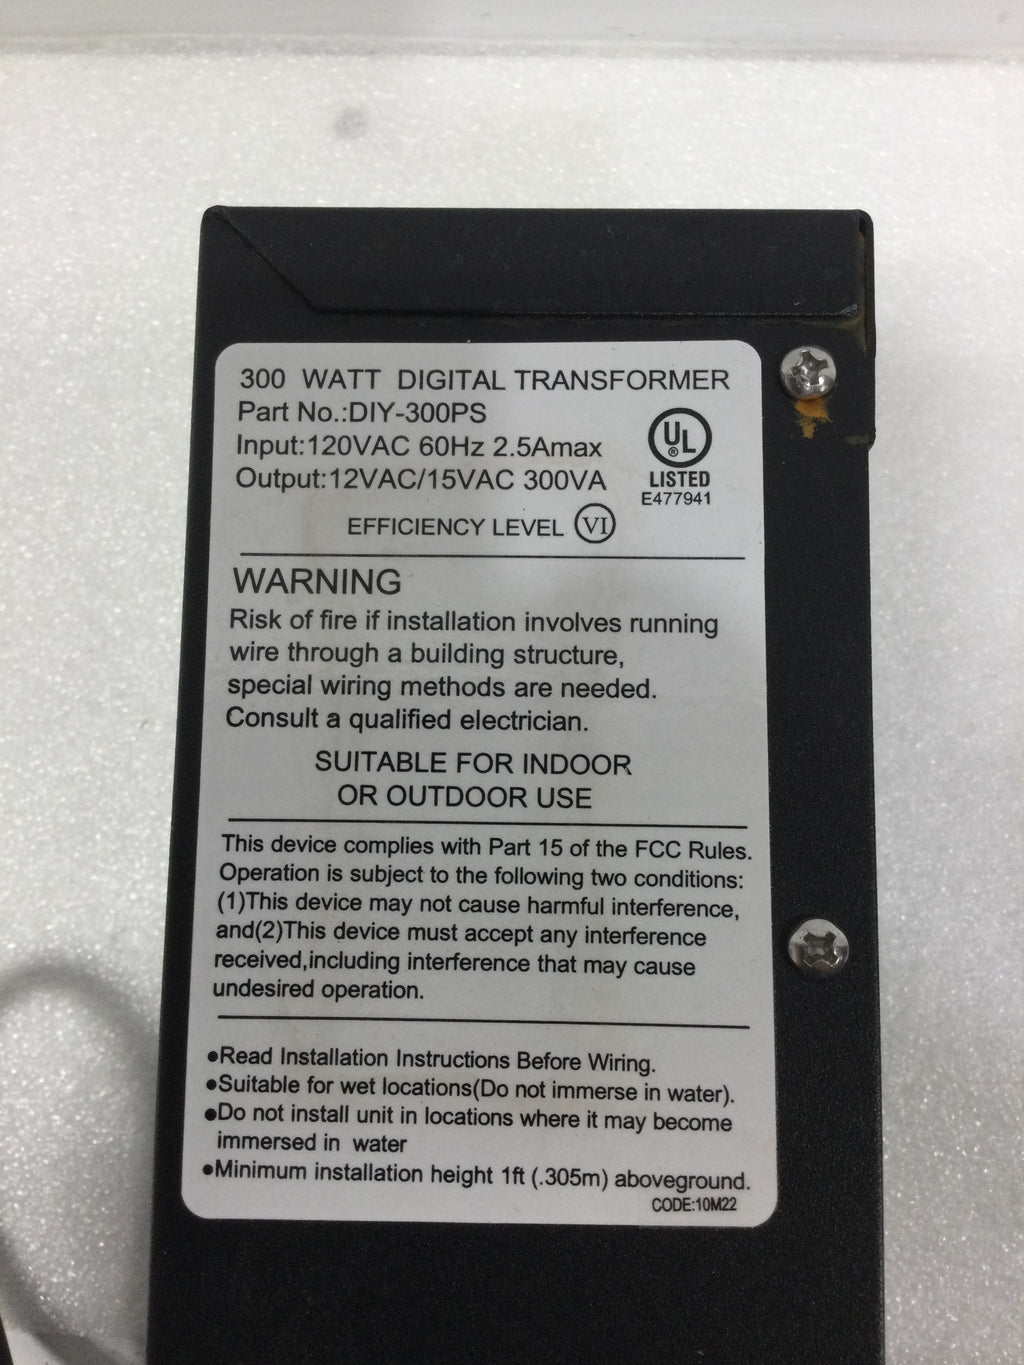 300 WATT DIGITAL TRANSFORMER
Part No.:DIY-300PS
Input:120VAC 60Hz 2.5Amax
Output:12VAC/15VAC 300VA
UL
®
LISTED
E477941
EFFICIENCY LEVEL VI
WARNING
Risk of fire if installation involves running
wire through a building structure,
special wiring methods are needed.
Consult a qualified electrician.
SUITABLE FOR INDOOR
OR OUTDOOR USE
This device complies with Part 15 of the FCC Rules.
Operation is subject to the following two conditions:
(1)This device may not cause harmful interference,
and(2)This device must accept any interference
received,including interference that may cause
undesired operation.
●Read Installation Instructions Before Wiring.
●Suitable for wet locations(Do not immerse in water).
●Do not install unit in locations where it may become
immersed in water
●Minimum installation height 1ft (.305m) aboveground.
CODE:10M22